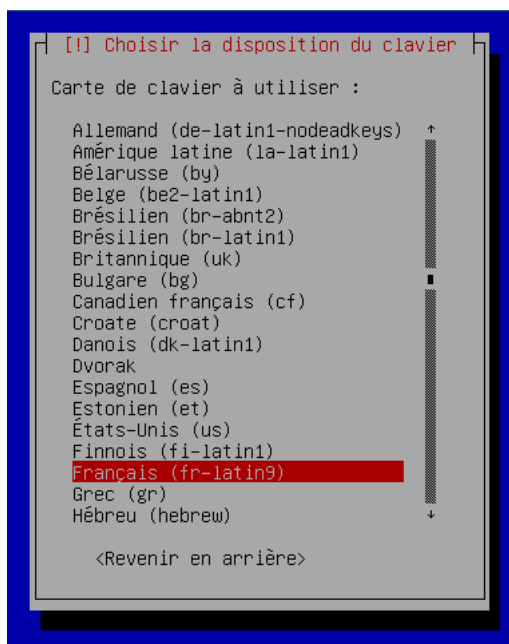 [!] Choisir la disposition du clavier
Carte de clavier à utiliser :
Allemand (de-latin1-nodeadkeys)
Amérique latine (la-latin1)
Bélarusse (by)
Belge (be2-latin1)
Brésilien (br-abnt2)
Brésilien (br-latin1)
Britannique (uk)
Bulgare (bg)
Canadien français (cf)
Croate (croat)
Danois (dk-latin1)
Dvorak
Espagnol (es)
Estonien (et)
États-Unis (us)
Finnois (fi-latin1)
Français (fr-latin9)
Grec (gr)
Hébreu (hebrew)
<Revenir en arrière>